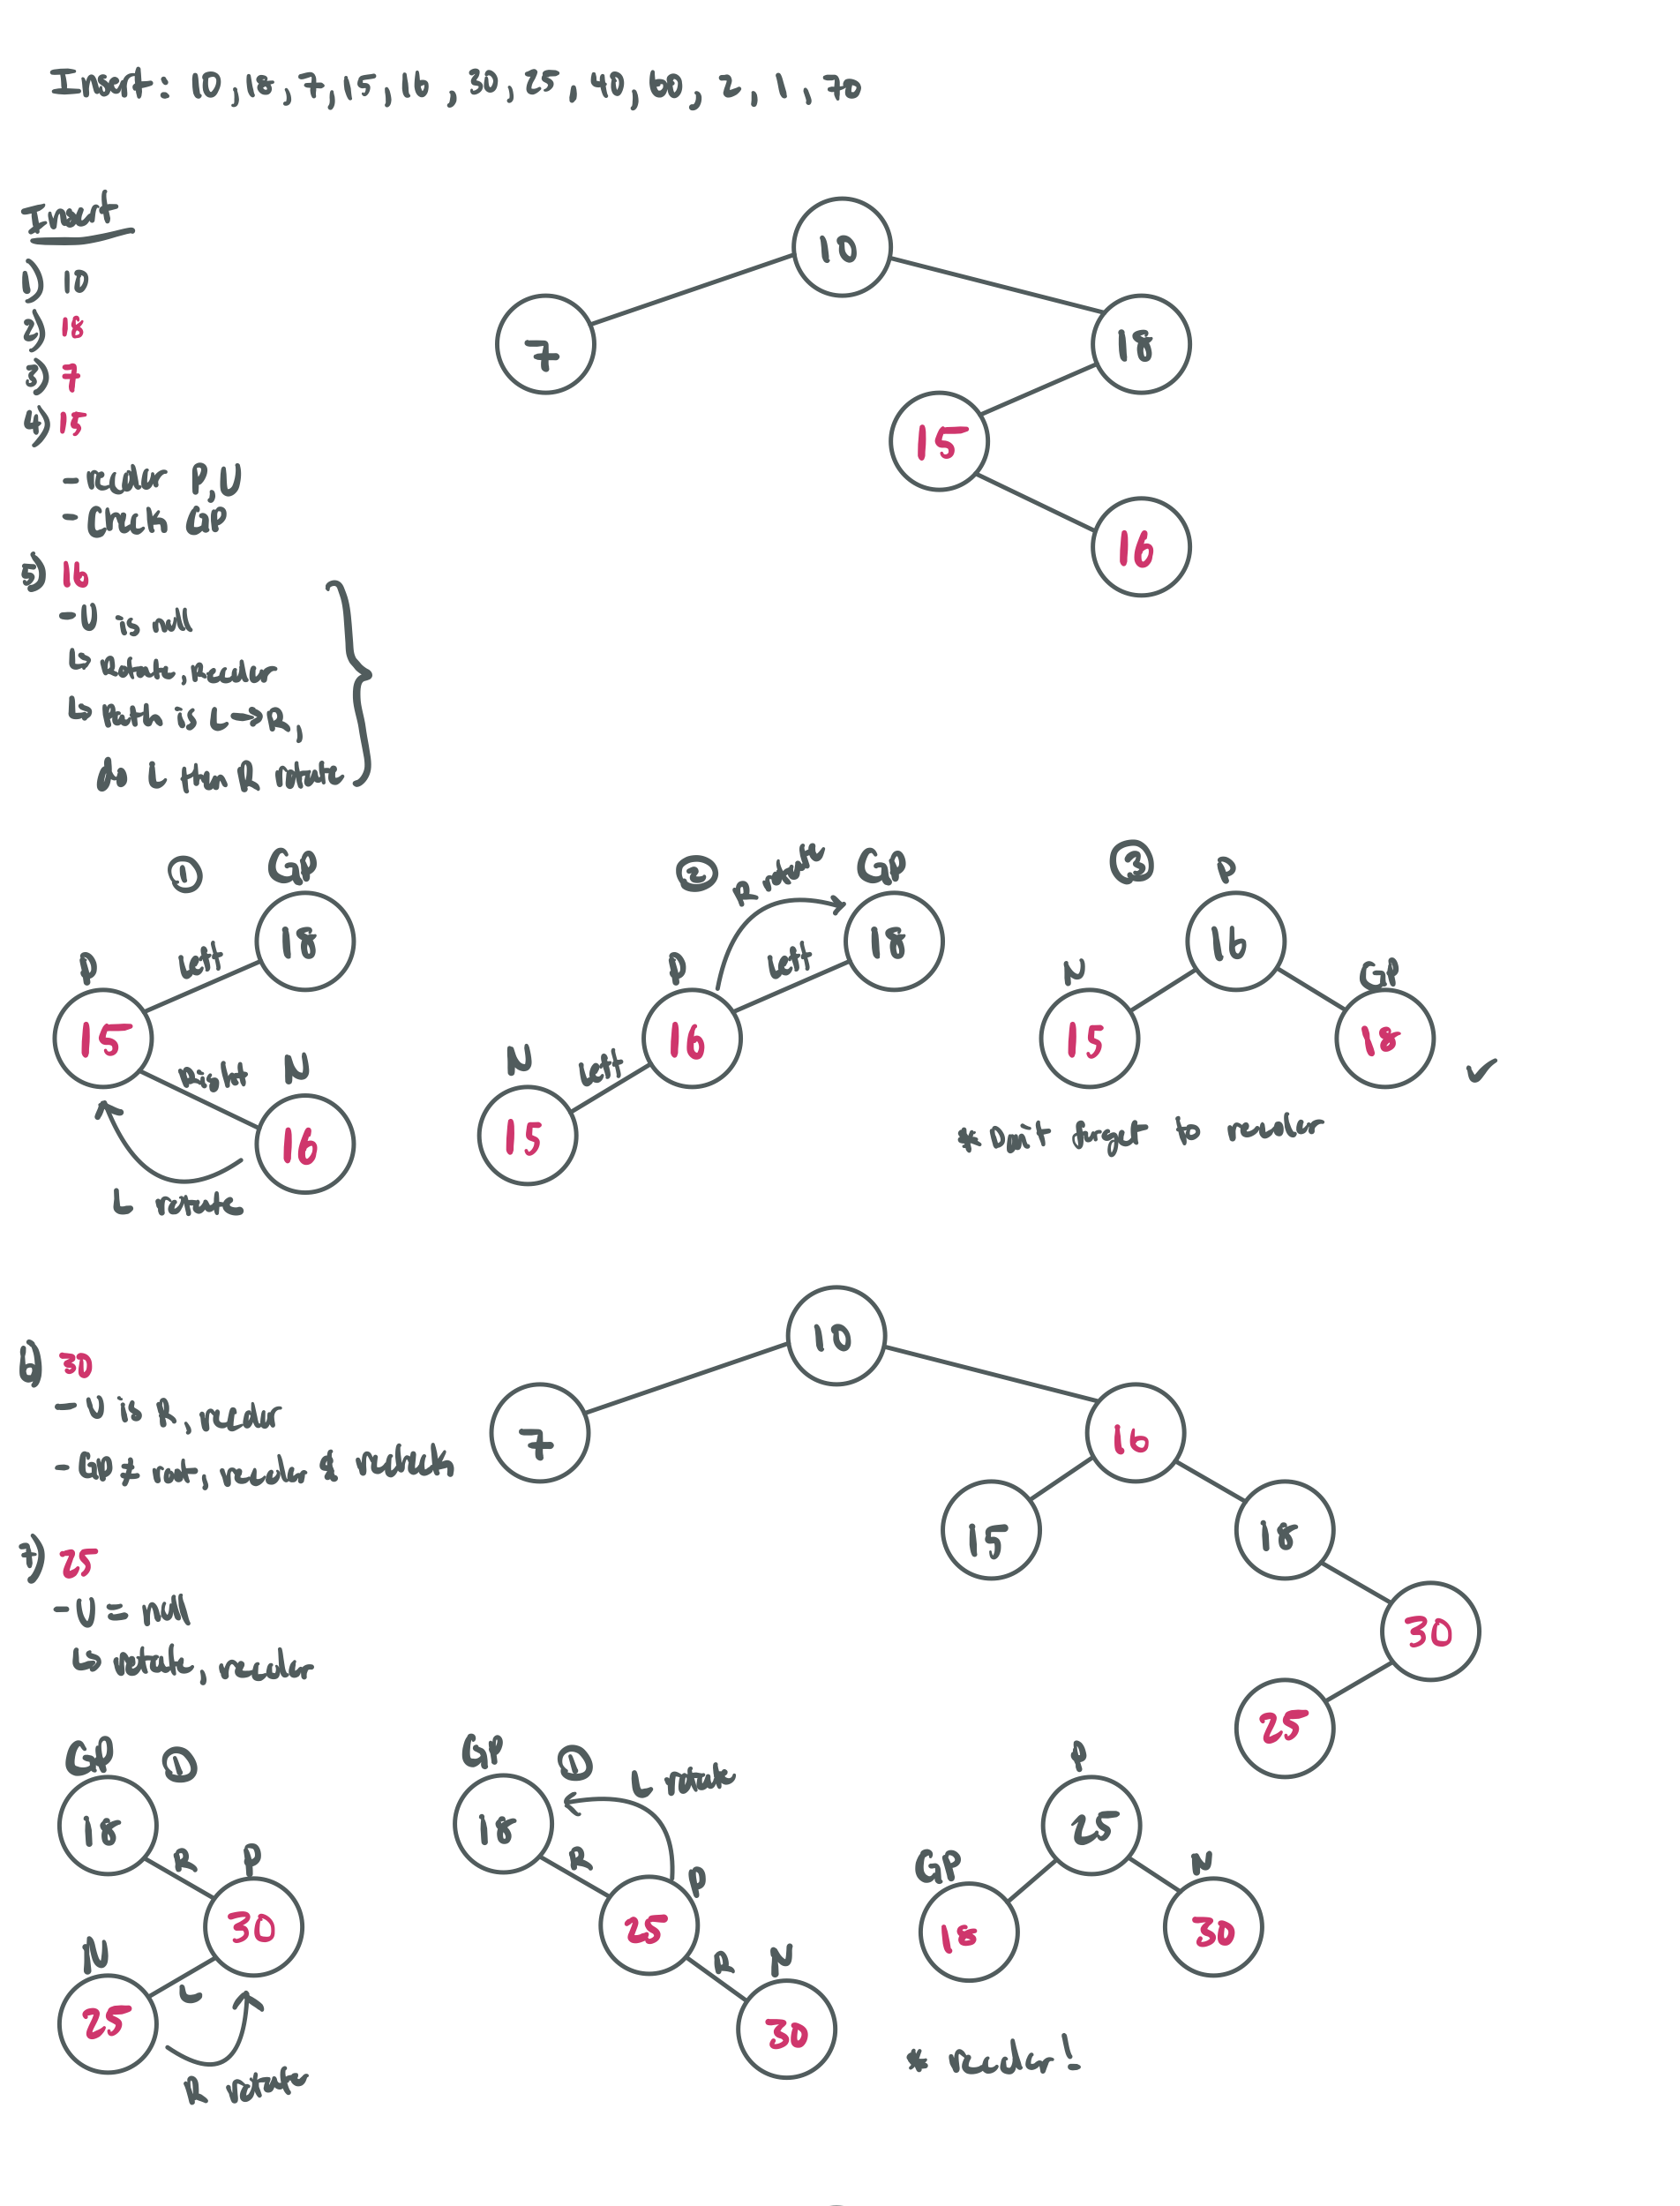 Insert: 10, 18, 7, 15, 16, 30, 25, 40, 60, 2, 1, 70
Insert
1) 10
2) 18
3) 7
4) 15
- recolor P, U
- Check GP
5) 16
- U is null
↳ Rotate, Recolor
↳ Path is L→R,
do L then R rotate
10
7
18
15
16
① GP
18
P
Left
15
Right N
16
L rotate
② R rotate GP
18
P
Left
16
N
Left
15
③ P
16
N
GP
15
18
✓
* Don't forget to recolor
6) 30
- U is R, recolor
- GP ≠ root, recolor & recheck
7) 25
- U = null
↳ rotate, recolor
10
7
16
15
18
30
25
GP ①
18
R
P
30
N
L
25
R rotate
GP ①
L rotate
18
R
P
25
R
N
30
P
25
GP
N
18
30
* recolor!